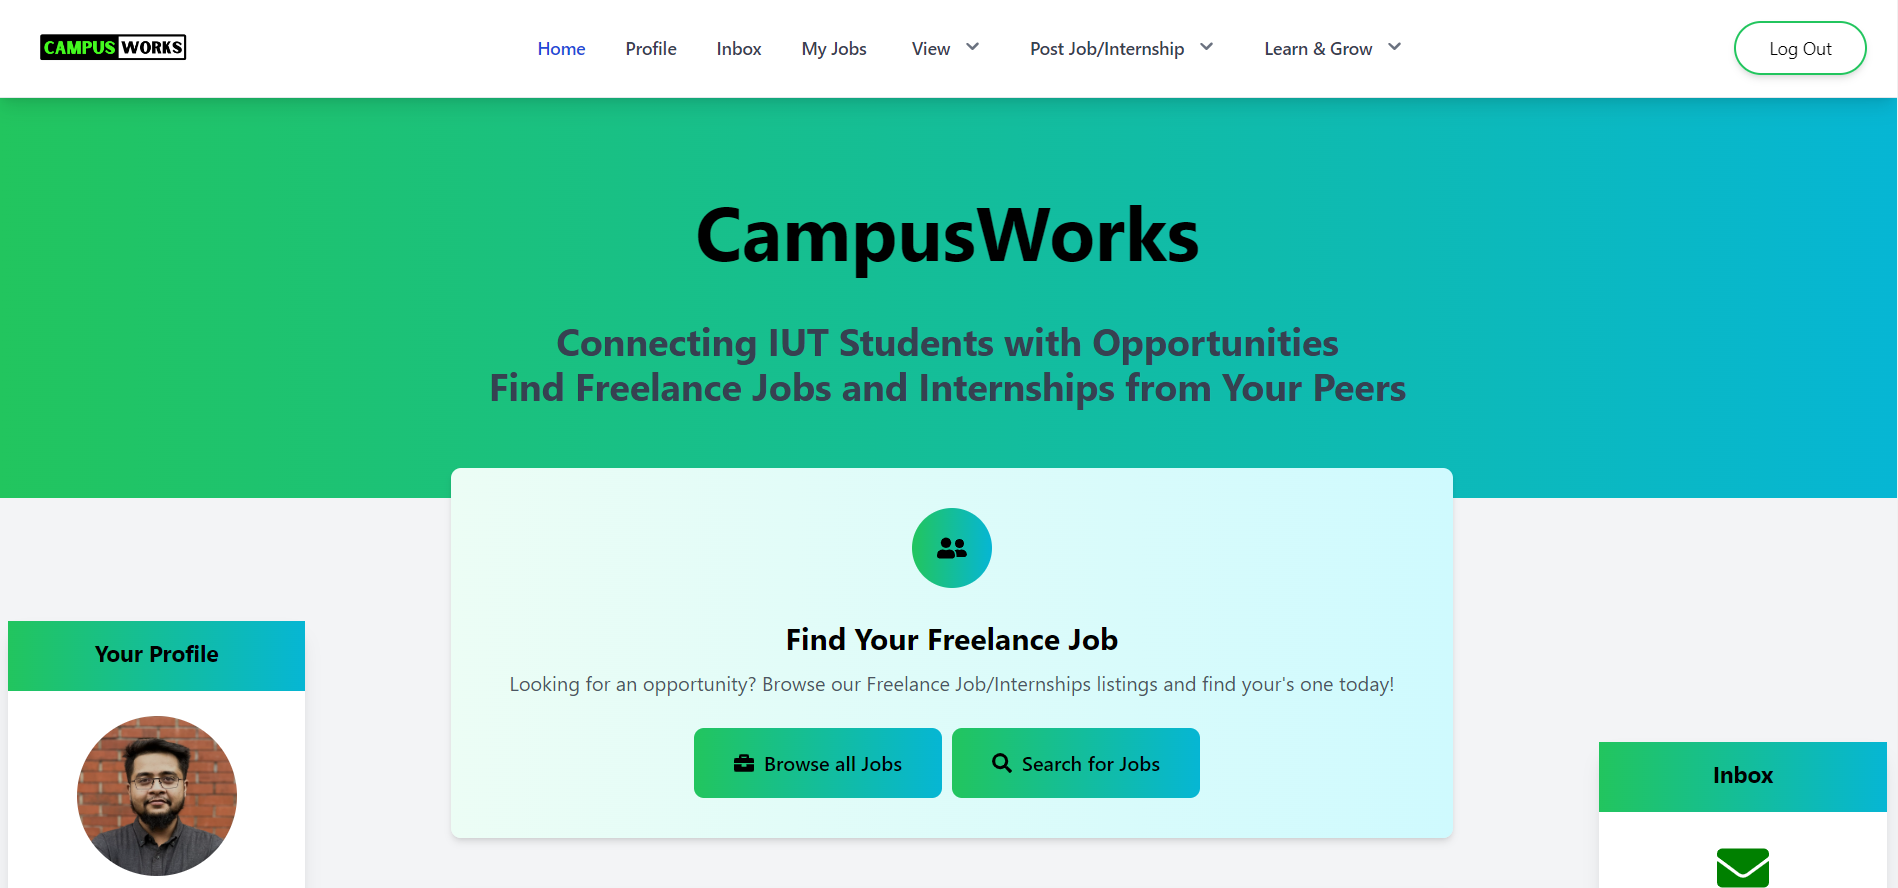 CAMPUS WORKS
Home
Profile
Inbox
My Jobs
View
Post Job/Internship
Learn & Grow
Log Out
CampusWorks
Connecting IUT Students with Opportunities
Find Freelance Jobs and Internships from Your Peers
Find Your Freelance Job
Looking for an opportunity? Browse our Freelance Job/Internships listings and find your's one today!
Browse all Jobs
Search for Jobs
Your Profile
Inbox